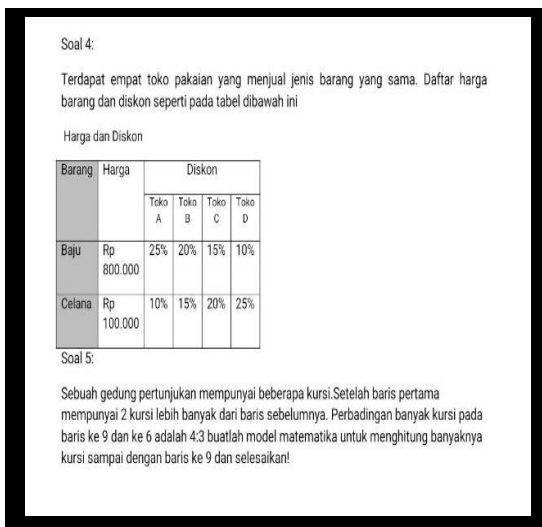 Soal 4:
Terdapat empat toko pakaian yang menjual jenis barang yang sama. Daftar harga
barang dan diskon seperti pada tabel dibawah ini
Harga dan Diskon
Barang Harga Diskon
Toko A Toko B Toko C Toko D
Baju Rp 800.000 25% 20% 15% 10%
Celana Rp 100.000 10% 15% 20% 25%
Soal 5:
Sebuah gedung pertunjukan mempunyai beberapa kursi.Setelah baris pertama
mempunyai 2 kursi lebih banyak dari baris sebelumnya. Perbadingan banyak kursi pada
baris ke 9 dan ke 6 adalah 4:3 buatlah model matematika untuk menghitung banyaknya
kursi sampai dengan baris ke 9 dan selesaikan!